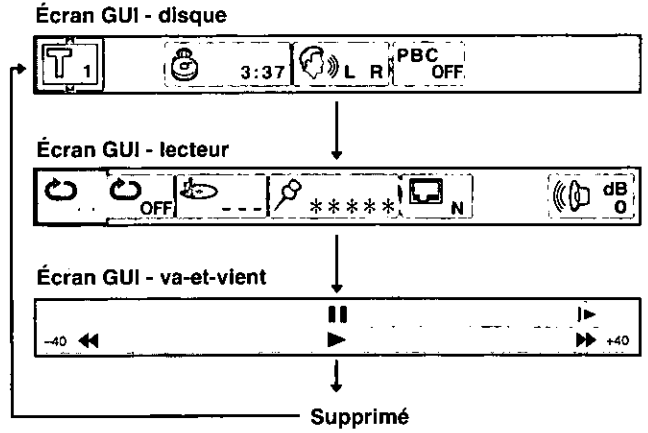 Écran GUI - disque
T 1 3:37 L R PBC OFF
Écran GUI - lecteur
OFF - - - ***** N dB 0
Écran GUI - va-et-vient
–40 +40
Supprimé